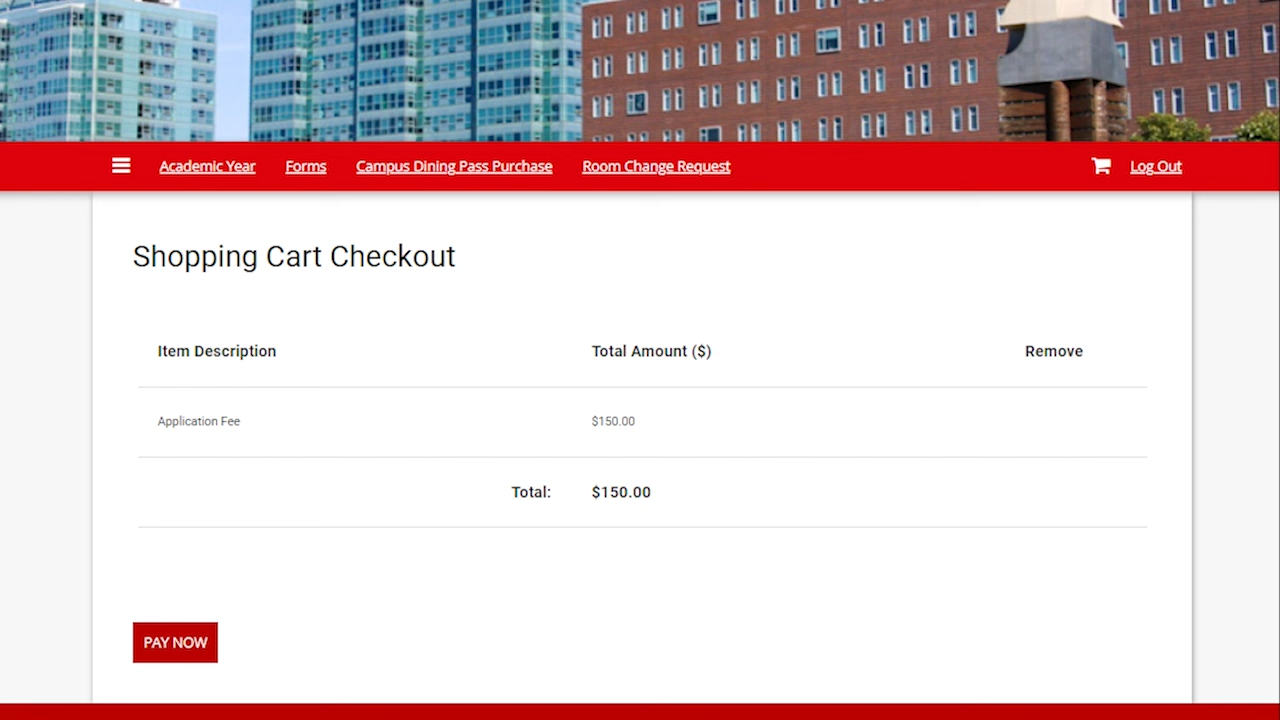 Academic Year Forms Campus Dining Pass Purchase Room Change Request Log Out
Shopping Cart Checkout
Item Description Total Amount ($) Remove
Application Fee $150.00
Total: $150.00
PAY NOW